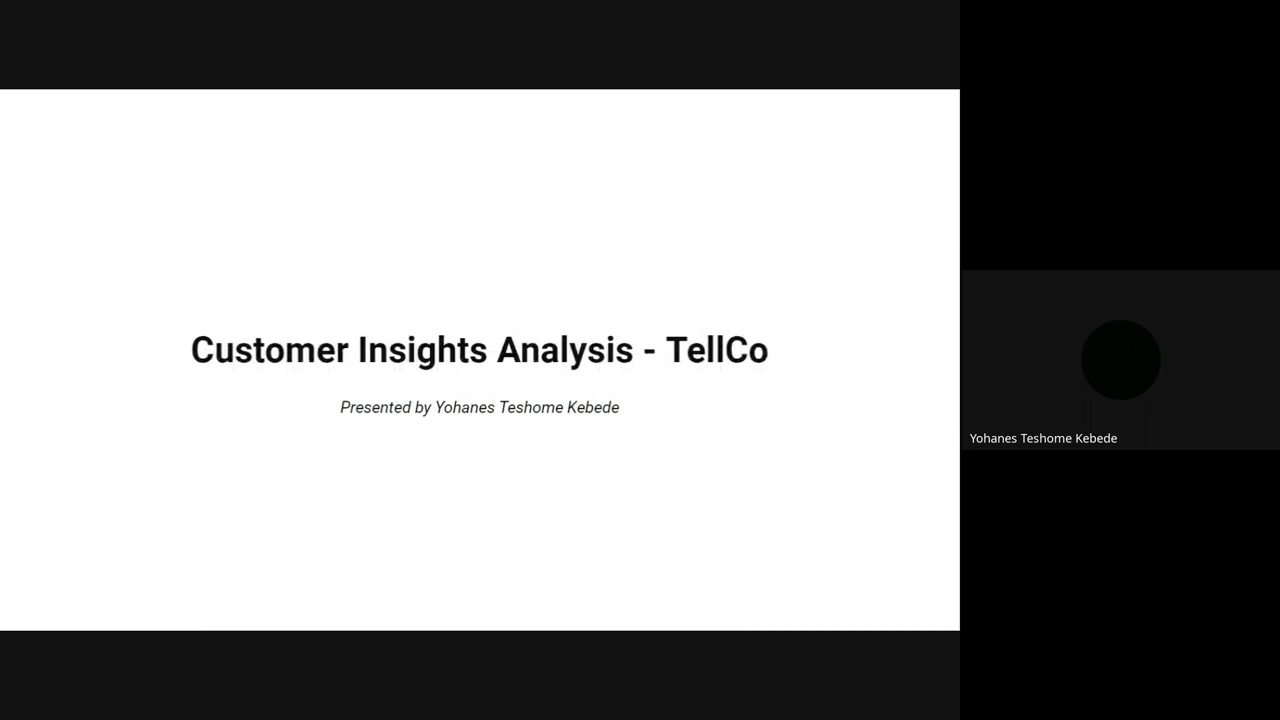 Customer Insights Analysis - TellCo
Presented by Yohanes Teshome Kebede
Yohanes Teshome Kebede